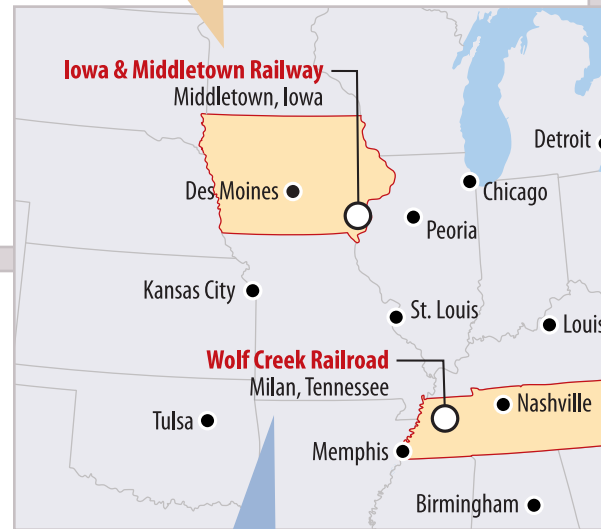 Iowa & Middletown Railway
Middletown, Iowa
Detroit
Des Moines
Chicago
Peoria
Kansas City
St. Louis
Louis
Wolf Creek Railroad
Milan, Tennessee
Nashville
Tulsa
Memphis
Birmingham